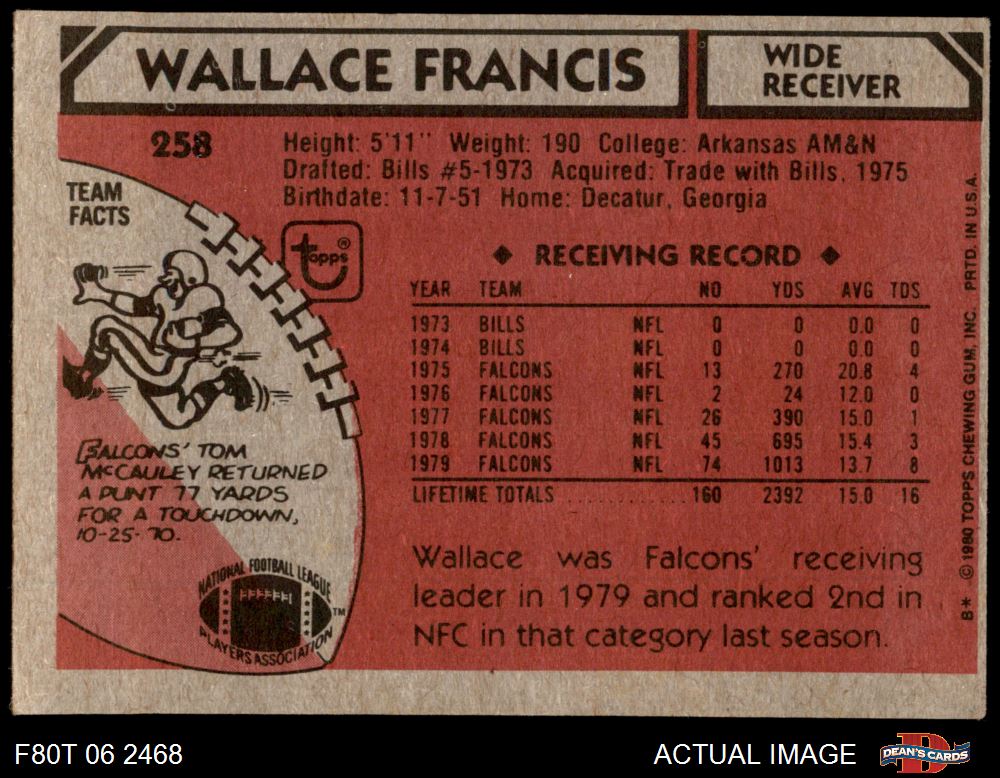 WALLACE FRANCIS
WIDE
RECEIVER
258
Height: 5'11" Weight: 190 College: Arkansas AM&N
Drafted: Bills #5-1973 Acquired: Trade with Bills, 1975
Birthdate: 11-7-51 Home: Decatur, Georgia
TEAM
FACTS
topps®
FALCONS' TOM
McCAULEY RETURNED
A PUNT 77 YARDS
FOR A TOUCHDOWN,
10-25-70.
NATIONAL FOOTBALL LEAGUE
PLAYERS ASSOCIATION
™
◆ RECEIVING RECORD ◆
YEAR TEAM NO YDS AVG TDS
1973 BILLS NFL 0 0 0.0 0
1974 BILLS NFL 0 0 0.0 0
1975 FALCONS NFL 13 270 20.8 4
1976 FALCONS NFL 2 24 12.0 0
1977 FALCONS NFL 26 390 15.0 1
1978 FALCONS NFL 45 695 15.4 3
1979 FALCONS NFL 74 1013 13.7 8
LIFETIME TOTALS ............ 160 2392 15.0 16
Wallace was Falcons' receiving
leader in 1979 and ranked 2nd in
NFC in that category last season.
B* © 1980 TOPPS CHEWING GUM, INC. PRTD. IN U.S.A.
F80T 06 2468
ACTUAL IMAGE
DEAN'S CARDS